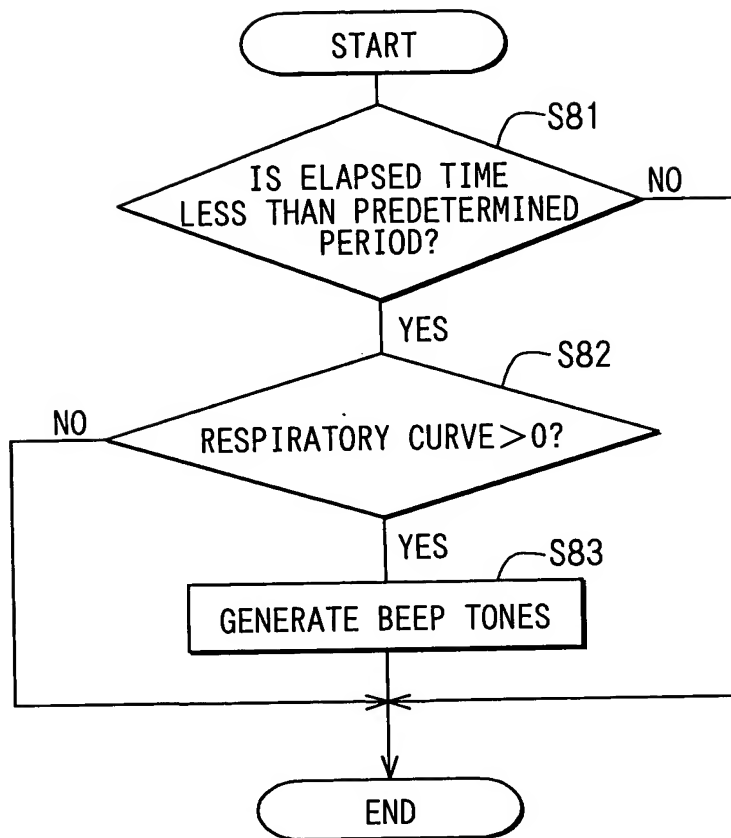 START
S81
IS ELAPSED TIME
LESS THAN PREDETERMINED
PERIOD?
NO
YES
S82
NO
RESPIRATORY CURVE>0?
YES
S83
GENERATE BEEP TONES
END